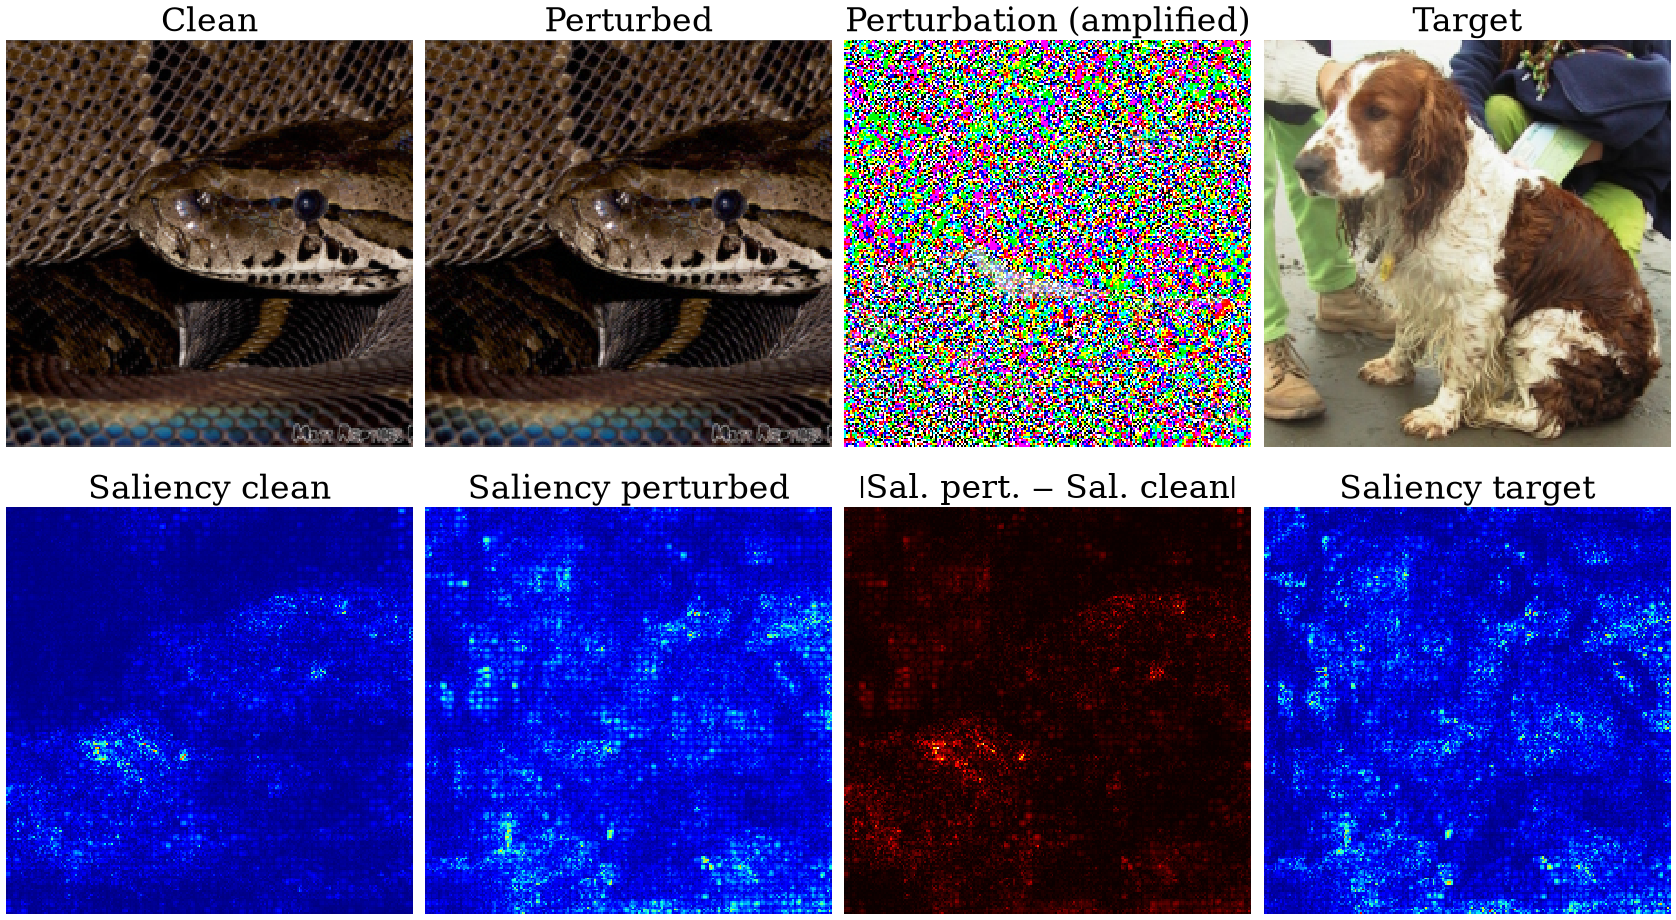 Clean
Perturbed
Perturbation (amplified)
Target
Saliency clean
Saliency perturbed
|Sal. pert. − Sal. clean|
Saliency target